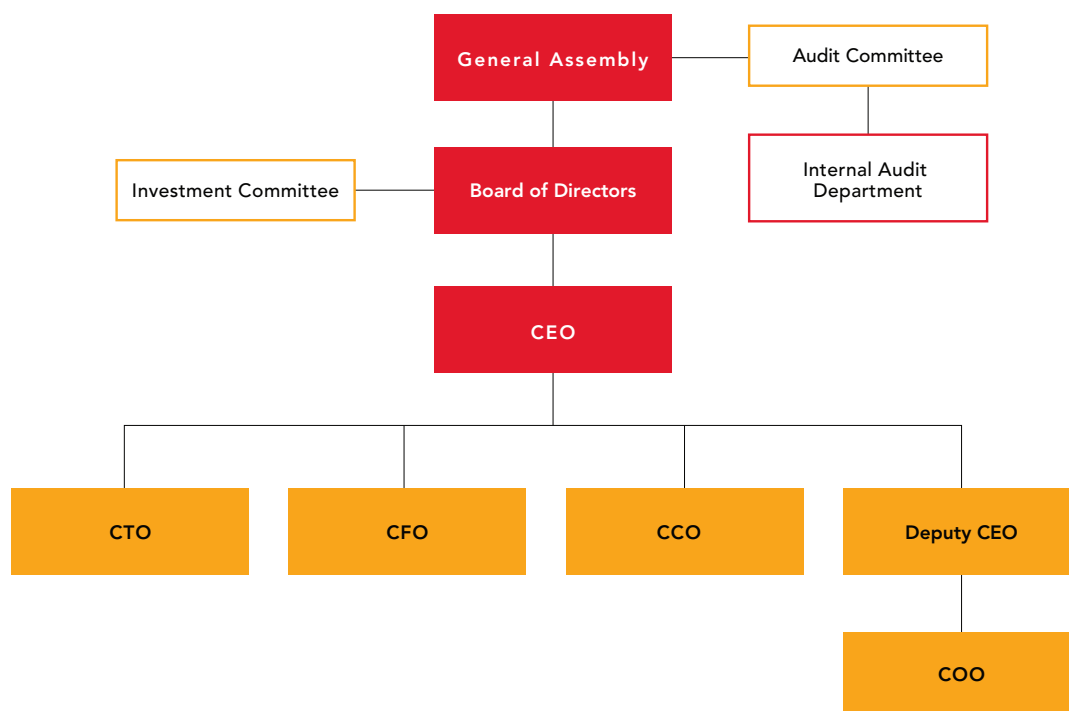 General Assembly
Audit Committee
Internal Audit
Department
Investment Committee
Board of Directors
CEO
CTO
CFO
CCO
Deputy CEO
COO